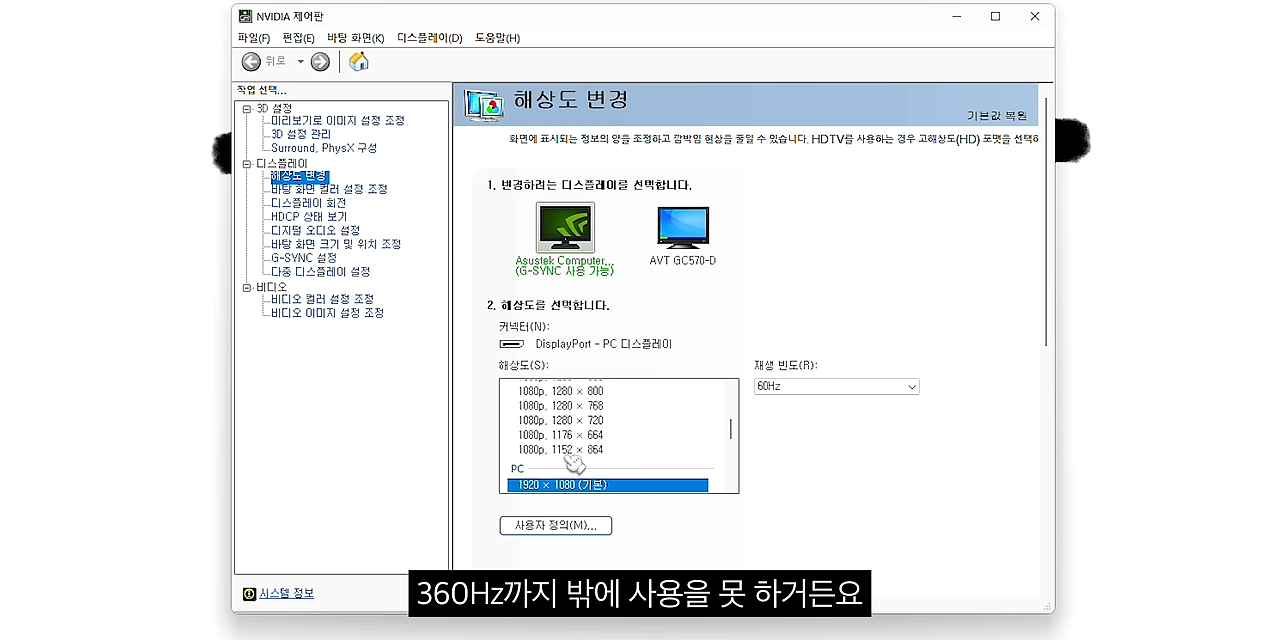 NVIDIA 제어판
파일(F) 편집(E) 바탕 화면(K) 디스플레이(D) 도움말(H)
뒤로
작업 선택...
3D 설정
미리보기로 이미지 설정 조정
3D 설정 관리
Surround, PhysX 구성
디스플레이
해상도 변경
바탕 화면 컬러 설정 조정
디스플레이 회전
HDCP 상태 보기
디지털 오디오 설정
바탕 화면 크기 및 위치 조정
G-SYNC 설정
다중 디스플레이 설정
비디오
비디오 컬러 설정 조정
비디오 이미지 설정 조정
시스템 정보
해상도 변경
기본값 복원
화면에 표시되는 정보의 양을 조정하고 깜박임 현상을 줄일 수 있습니다. HDTV를 사용하는 경우 고해상도(HD) 포맷을 선택하
1. 변경하려는 디스플레이를 선택합니다.
Asustek Computer...
(G-SYNC 사용 가능)
AVT GC570-D
2. 해상도를 선택합니다.
커넥터(N):
DisplayPort - PC 디스플레이
해상도(S):
1080p, 1280 × 800
1080p, 1280 × 768
1080p, 1280 × 720
1080p, 1176 × 664
1080p, 1152 × 864
PC
1920 × 1080 (기본)
재생 빈도(R):
60Hz
사용자 정의(M)...
360Hz까지 밖에 사용을 못 하거든요